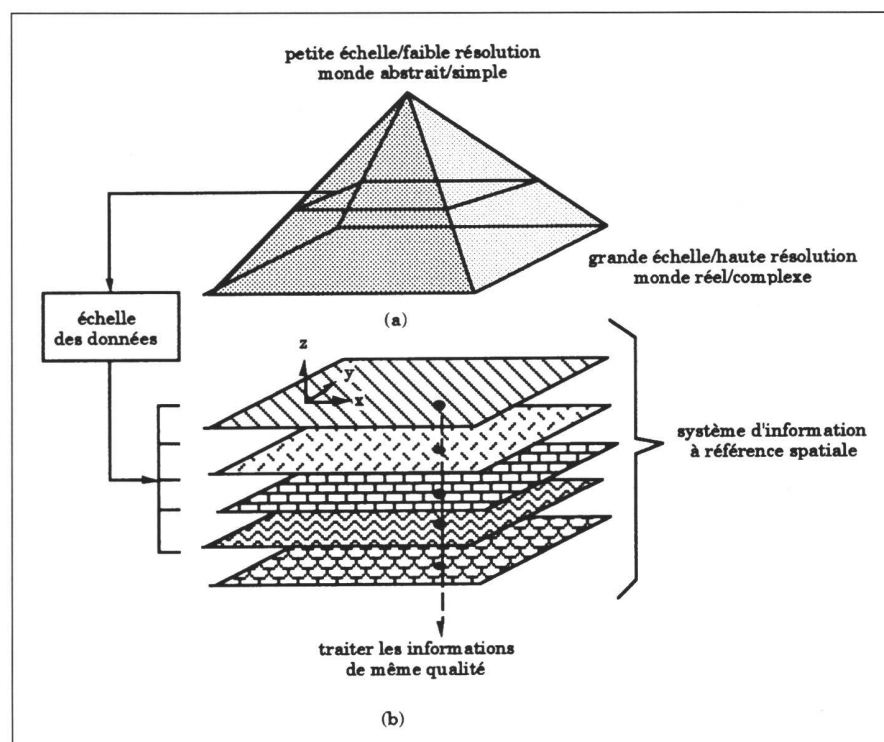 petite échelle/faible résolution
monde abstrait/simple
grande échelle/haute résolution
monde réel/complexe
échelle
des données
(a)
z
y
x
système d'information
à référence spatiale
traiter les informations
de même qualité
(b)